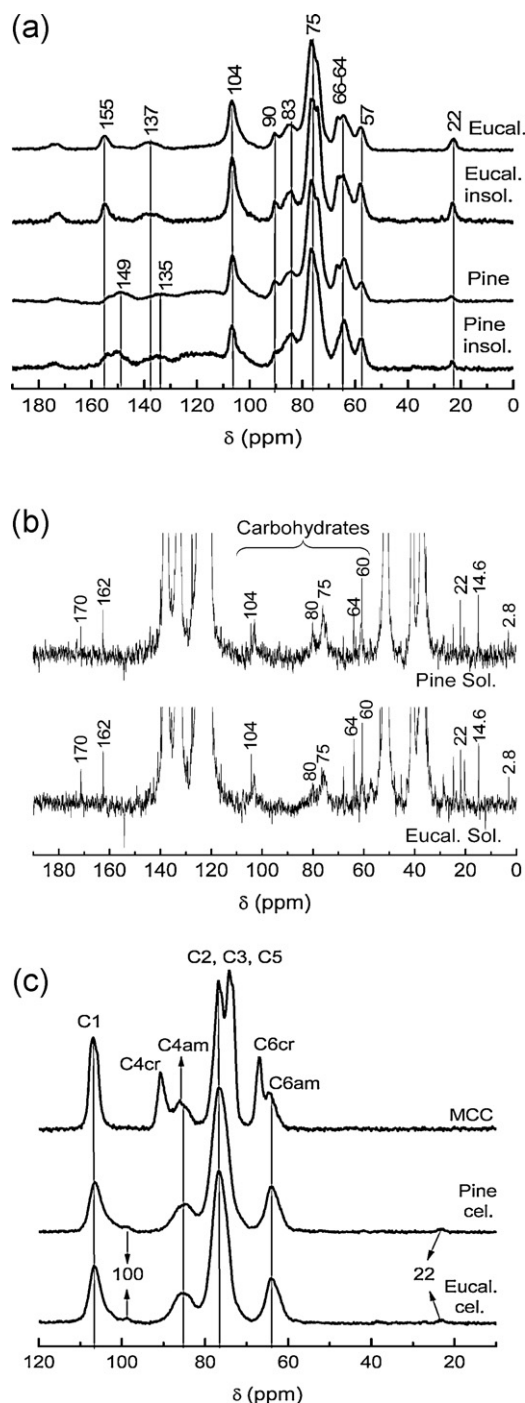 (a)
75
104
66-64
155
137
90
83
57
22
Eucal.
Eucal.
insol.
149
135
Pine
Pine
insol.
180 160 140 120 100 80 60 40 20 0
δ (ppm)
(b)
Carbohydrates
170
162
104
80
75
64
60
22
14.6
2.8
Pine Sol.
170
162
104
80
75
64
60
22
14.6
2.8
Eucal. Sol.
180 160 140 120 100 80 60 40 20 0
δ (ppm)
(c)
C2, C3, C5
C1
C4cr
C4am
C6cr
C6am
MCC
Pine
cel.
100
22
Eucal.
cel.
120 100 80 60 40 20
δ (ppm)